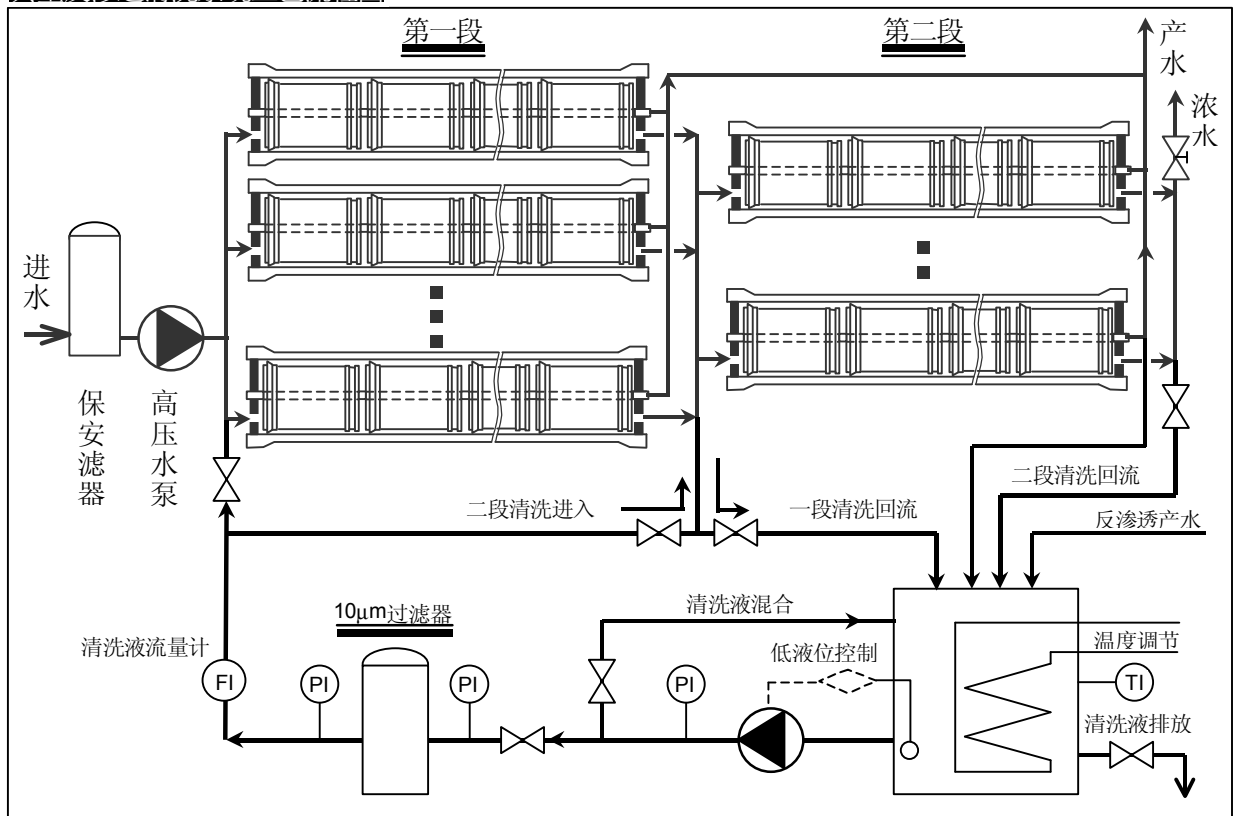 第一段
第二段
产水
浓水
进水
保安滤器
高压水泵
二段清洗进入
一段清洗回流
二段清洗回流
反渗透产水
10μm过滤器
清洗液混合
清洗液流量计
低液位控制
温度调节
FI
PI
PI
PI
TI
清洗液排放